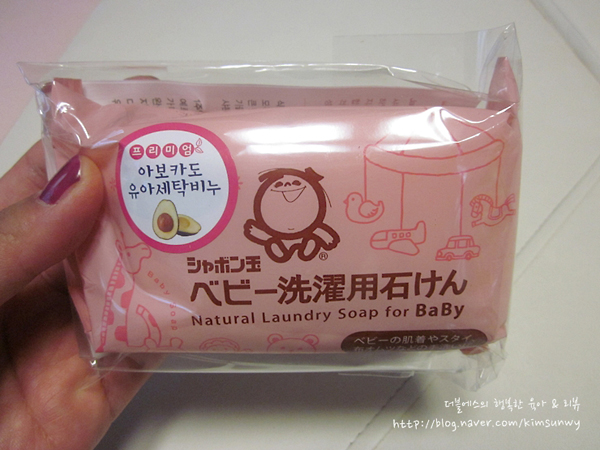 프리미엄
아보카도
유아세탁비누
シャボン玉
®
ベビー洗濯用石けん
Natural Laundry Soap for BaBy
ベビーの肌着やスタイ、
더블에스의 행복한 육아 & 리뷰
http://blog.naver.com/kimsunwy